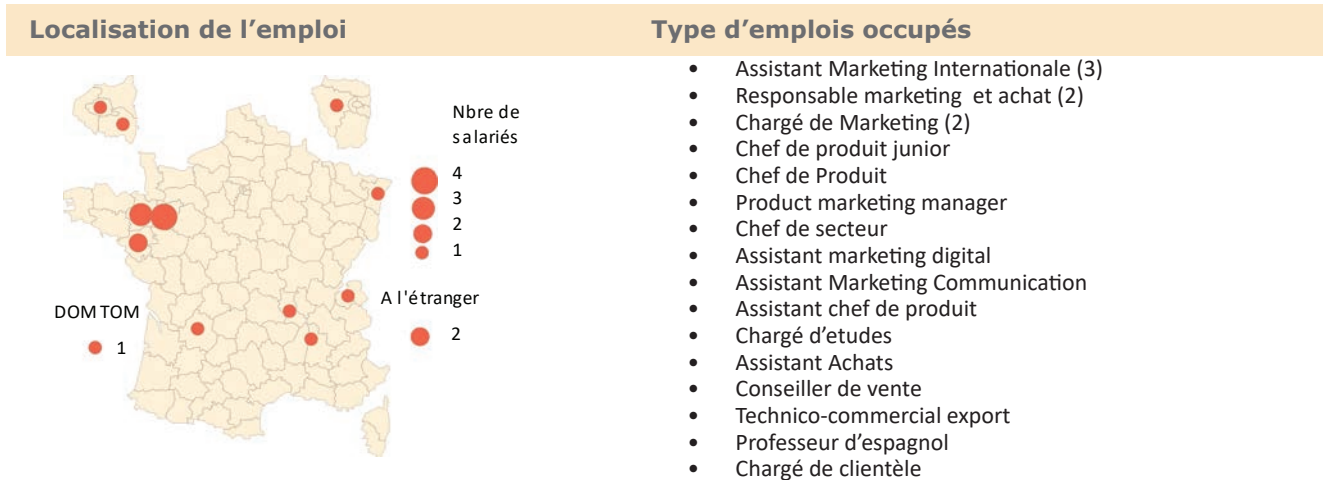 Localisation de l’emploi
Type d’emplois occupés
Nbre de
salariés
4
3
2
1
A l'étranger
2
DOM TOM
1
• Assistant Marketing Internationale (3)
• Responsable marketing et achat (2)
• Chargé de Marketing (2)
• Chef de produit junior
• Chef de Produit
• Product marketing manager
• Chef de secteur
• Assistant marketing digital
• Assistant Marketing Communication
• Assistant chef de produit
• Chargé d’etudes
• Assistant Achats
• Conseiller de vente
• Technico-commercial export
• Professeur d’espagnol
• Chargé de clientèle